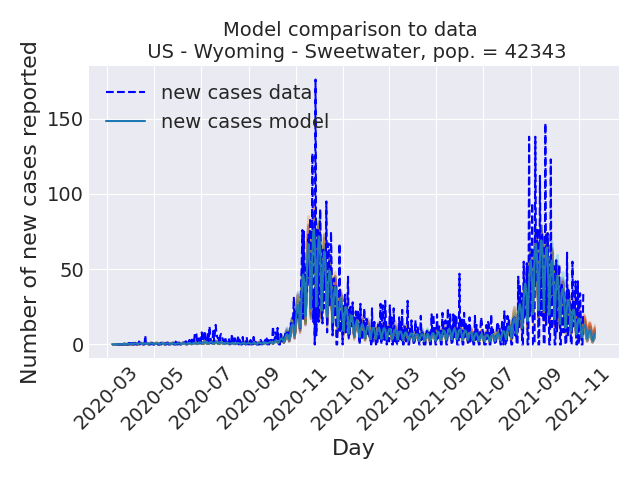 Model comparison to data
US - Wyoming - Sweetwater, pop. = 42343
Number of new cases reported
new cases data
new cases model
150
100
50
0
2020-03
2020-05
2020-07
2020-09
2020-11
2021-01
2021-03
2021-05
2021-07
2021-09
2021-11
Day